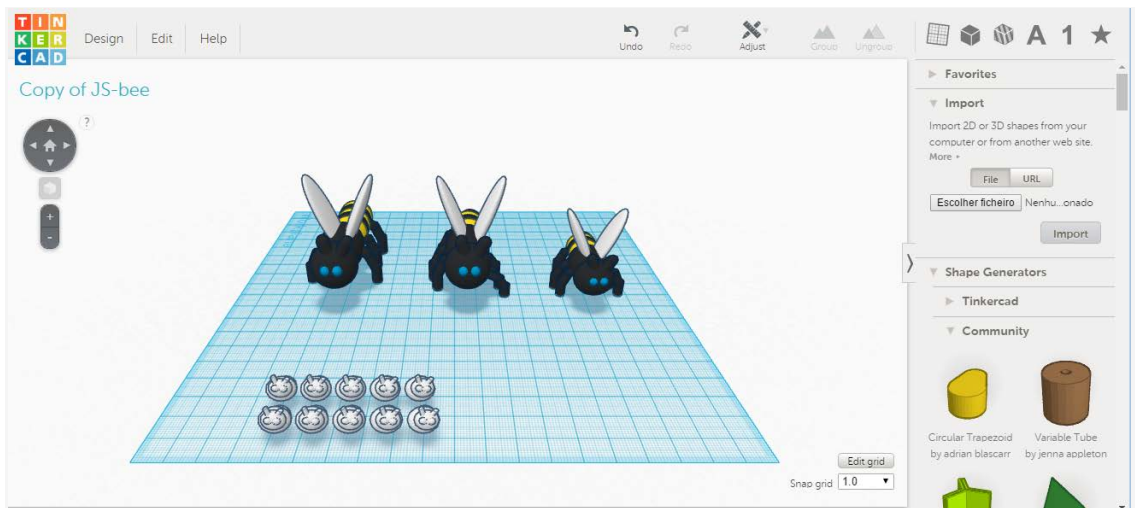 TIN
KER
CAD
Design
Edit
Help
Undo
Redo
Adjust
Group
Ungroup
A
1
Copy of JS-bee
?
+
-
Edit grid
Snap grid 1.0
Favorites
Import
Import 2D or 3D shapes from your
computer or from another web site.
More +
File
URL
Escolher ficheiro Nenhu...onado
Import
Shape Generators
Tinkercad
Community
Circular Trapezoid
by adrian blascarr
Variable Tube
by jenna appleton